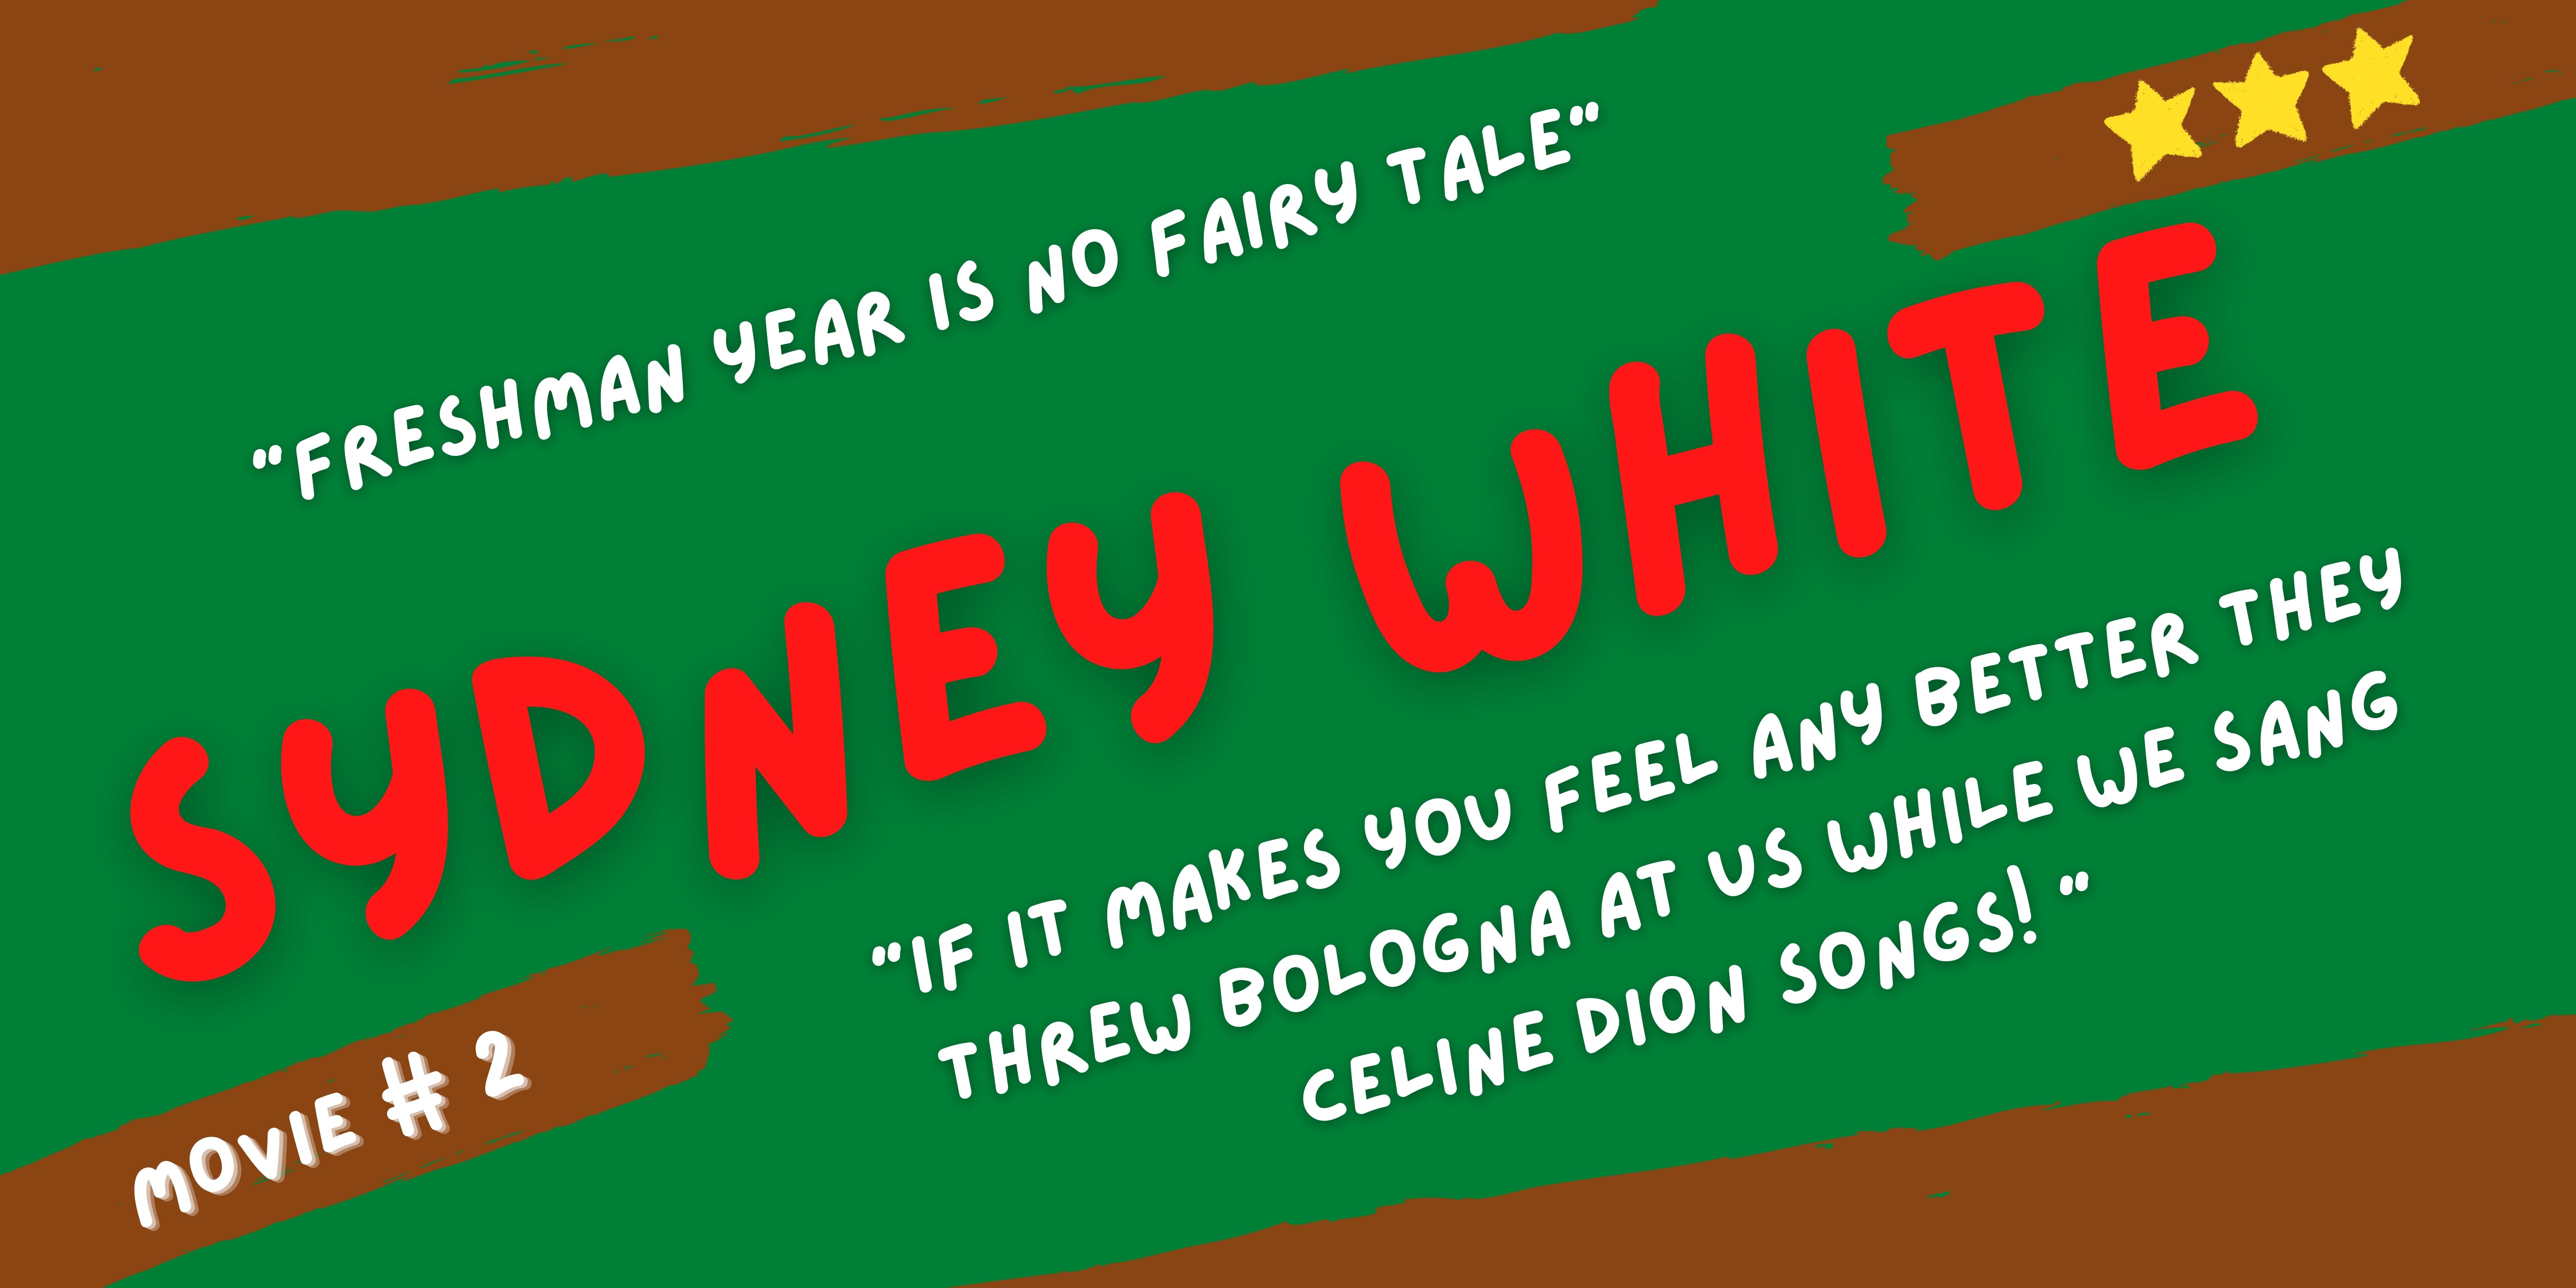 "FRESHMAN YEAR IS NO FAIRY TALE"
SYDNEY WHITE
"IF IT MAKES YOU FEEL ANY BETTER THEY
THREW BOLOGNA AT US WHILE WE SANG
CELINE DION SONGS! "
MOVIE # 2